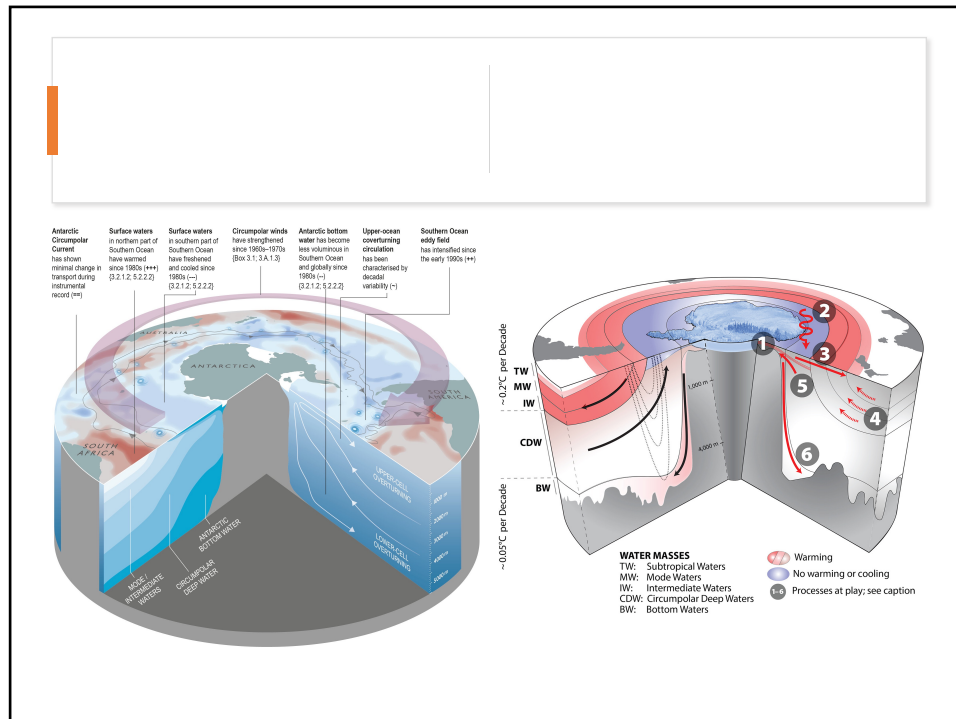 Antarctic
Circumpolar
Current
has shown
minimal change in
transport during
instrumental
record (==)
Surface waters
in northern part of
Southern Ocean
have warmed
since 1980s (+++)
{3.2.1.2; 5.2.2.2}
Surface waters
in southern part of
Southern Ocean
have freshened
and cooled since
1980s (---)
{3.2.1.2; 5.2.2.2}
Circumpolar winds
have strengthened
since 1960s–1970s
{Box 3.1; 3.A.1.3}
Antarctic bottom
water has become
less voluminous in
Southern Ocean
and globally since
1980s (--)
{3.2.1.2; 5.2.2.2}
Upper-ocean
coverturning
circulation
has been
characterised by
decadal
variability (~)
Southern Ocean
eddy field
has intensified since
the early 1990s (++)
AUSTRALIA
ANTARCTICA
SOUTH
AMERICA
SOUTH
AFRICA
UPPER-CELL
OVERTURNING
LOWER-CELL
OVERTURNING
1000 m
2000 m
3000 m
4000 m
5000 m
MODE /
INTERMEDIATE
WATERS
CIRCUMPOLAR
DEEP WATER
ANTARCTIC
BOTTOM WATER
~0.2°C per Decade
~0.05°C per Decade
TW
MW
IW
CDW
BW
1,000 m
4,000 m
1
2
3
4
5
6
WATER MASSES
TW: Subtropical Waters
MW: Mode Waters
IW: Intermediate Waters
CDW: Circumpolar Deep Waters
BW: Bottom Waters
Warming
No warming or cooling
1–6 Processes at play; see caption